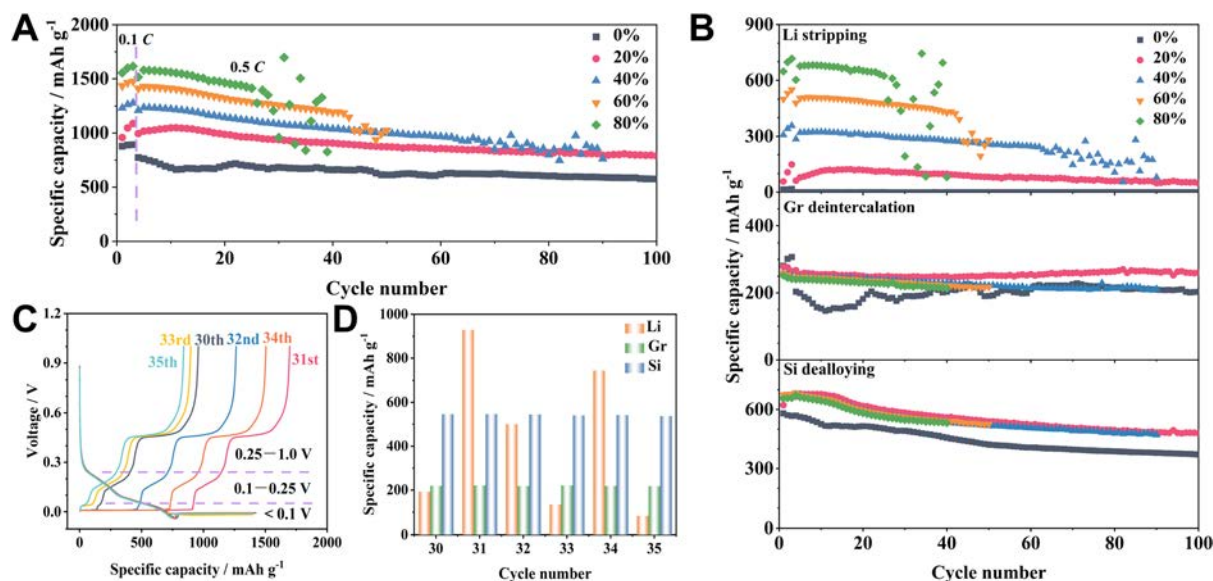 A
2000
1500
1000
500
0
0.1 C
0.5 C
0%
20%
40%
60%
80%
0
20
40
60
80
100
Specific capacity / mAh g⁻¹
Cycle number
B
Li stripping
0%
20%
40%
60%
80%
900
600
300
0
Gr deintercalation
400
200
0
Si dealloying
600
400
200
0
0
20
40
60
80
100
Specific capacity / mAh g⁻¹
Cycle number
C
33rd
30th
32nd
34th
35th
31st
1.2
0.9
0.6
0.3
0.0
0.25−1.0 V
0.1−0.25 V
< 0.1 V
0
500
1000
1500
2000
Voltage / V
Specific capacity / mAh g⁻¹
D
Li
Gr
Si
1000
800
600
400
200
0
30
31
32
33
34
35
Specific capacity / mAh g⁻¹
Cycle number